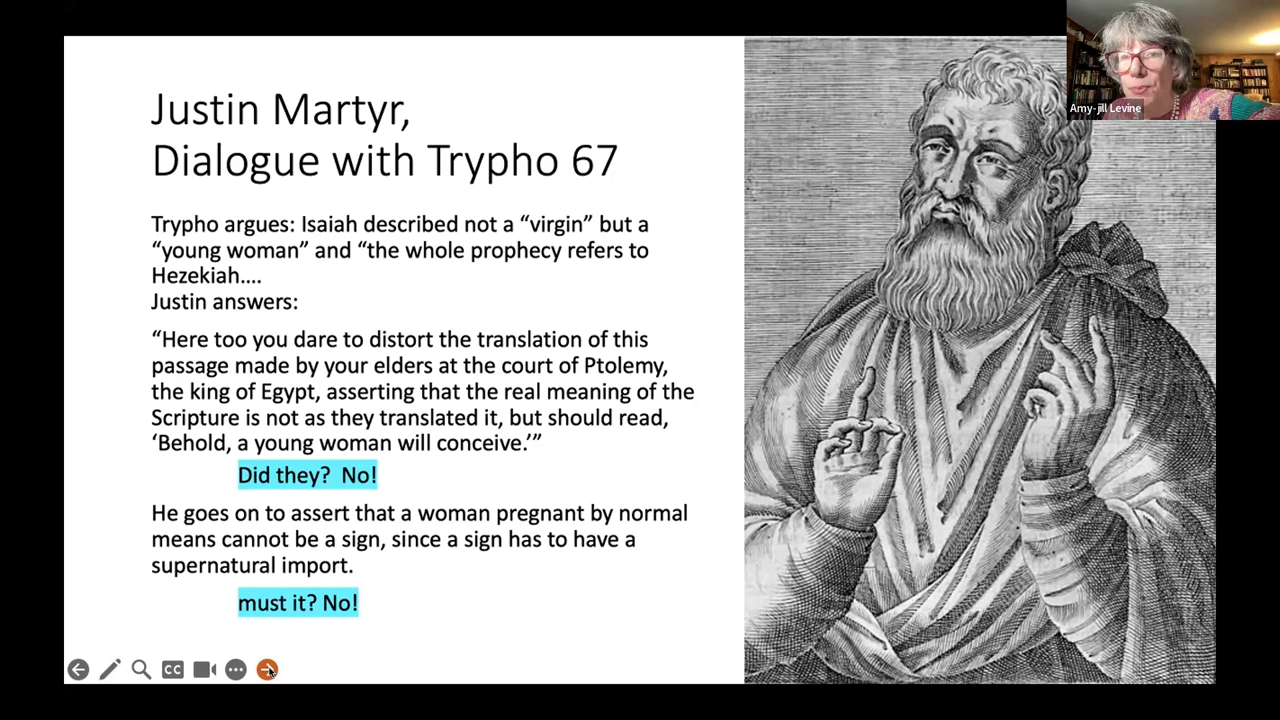 Justin Martyr,
Dialogue with Trypho 67
Trypho argues: Isaiah described not a “virgin” but a
“young woman” and “the whole prophecy refers to
Hezekiah....
Justin answers:
“Here too you dare to distort the translation of this
passage made by your elders at the court of Ptolemy,
the king of Egypt, asserting that the real meaning of the
Scripture is not as they translated it, but should read,
‘Behold, a young woman will conceive.’”
Did they?  No!
He goes on to assert that a woman pregnant by normal
means cannot be a sign, since a sign has to have a
supernatural import.
must it? No!
CC
Amy-jill Levine